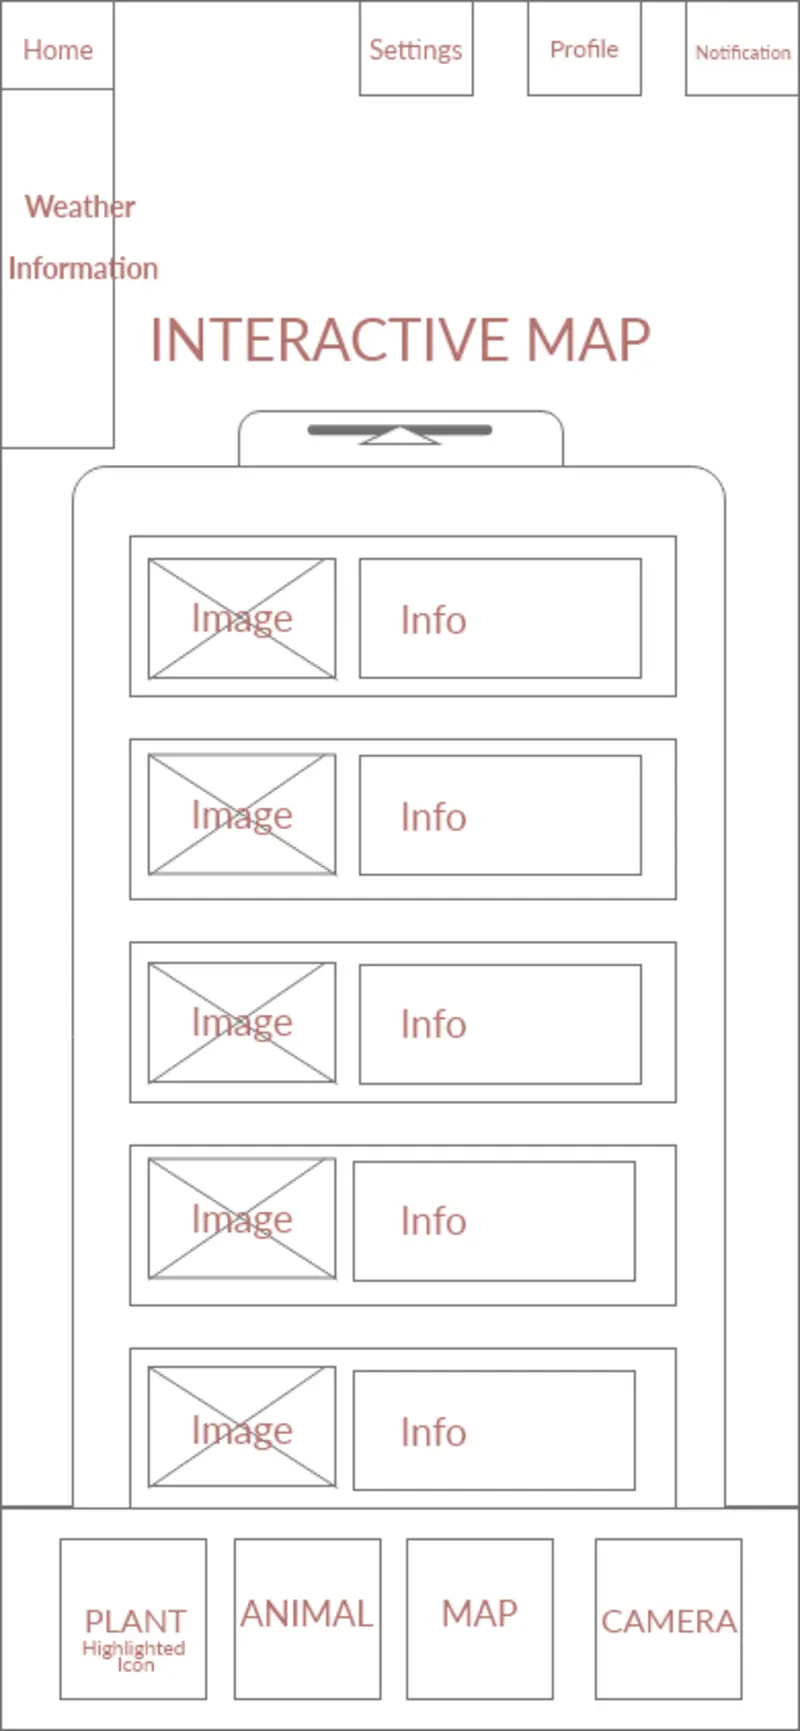 Home
Settings
Profile
Notification
Weather
Information
INTERACTIVE MAP
Image
Info
Image
Info
Image
Info
Image
Info
Image
Info
PLANT
Highlighted
Icon
ANIMAL
MAP
CAMERA